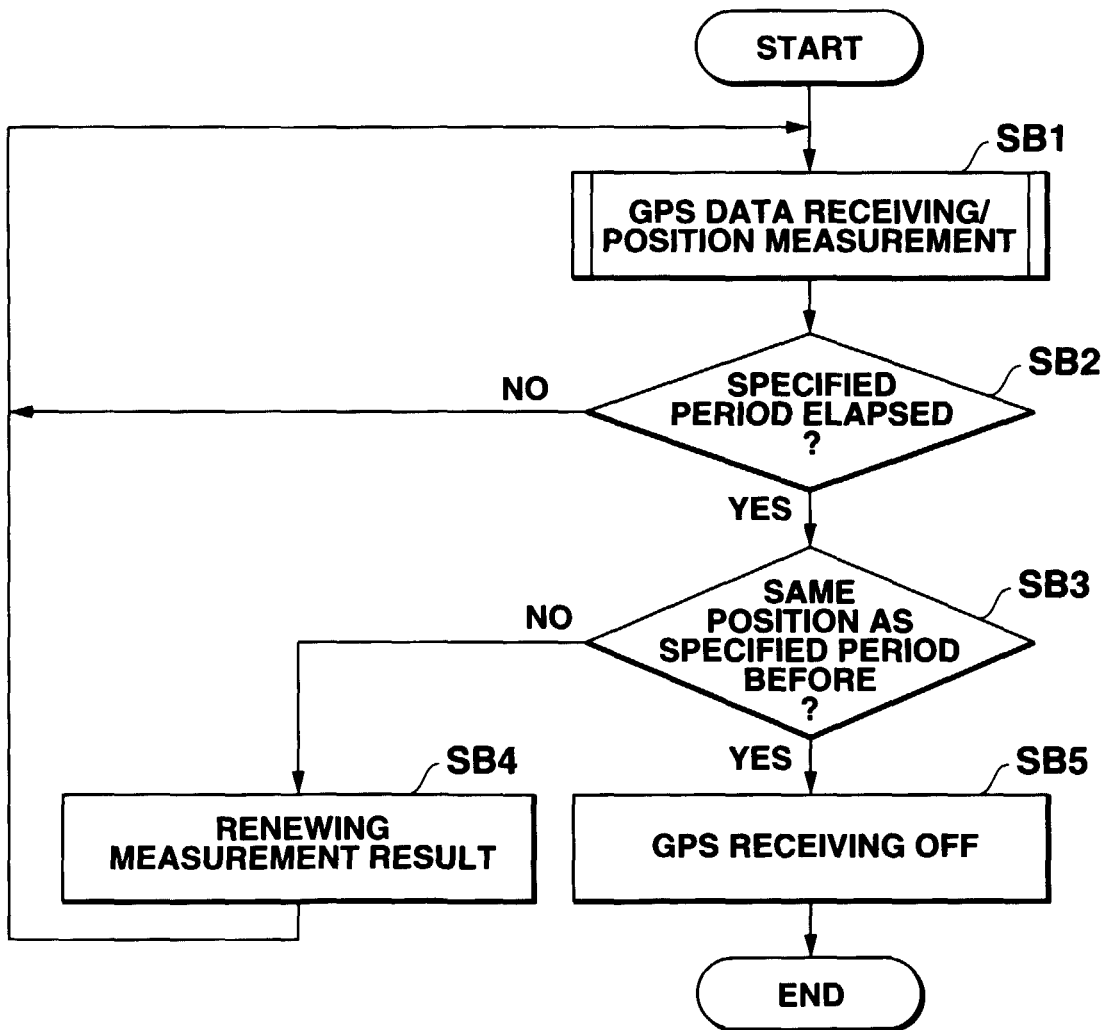 START
SB1
GPS DATA RECEIVING/
POSITION MEASUREMENT
SB2
SPECIFIED
PERIOD ELAPSED
?
NO
YES
SB3
SAME
POSITION AS
SPECIFIED PERIOD
BEFORE
?
NO
YES
SB4
RENEWING
MEASUREMENT RESULT
SB5
GPS RECEIVING OFF
END